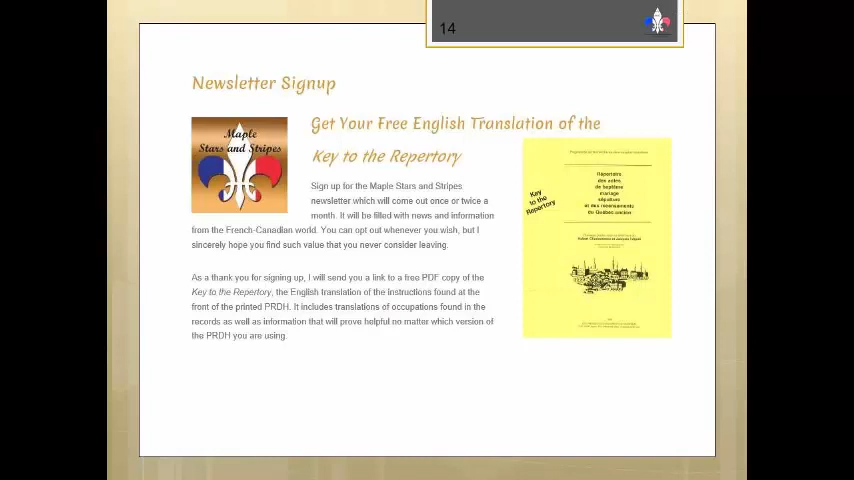 14
Newsletter Signup
Maple
Stars and Stripes
Get Your Free English Translation of the
Key to the Repertory
Sign up for the Maple Stars and Stripes
newsletter which will come out once or twice a
month. It will be filled with news and information
from the French-Canadian world. You can opt out whenever you wish, but I
sincerely hope you find such value that you never consider leaving.
As a thank you for signing up, I will send you a link to a free PDF copy of the
Key to the Repertory, the English translation of the instructions found at the
front of the printed PRDH. It includes translations of occupations found in the
records as well as information that will prove helpful no matter which version of
the PRDH you are using.
Key
to the
Repertory
Répertoire
des actes
de baptême
mariage
sépulture
et des recensements
du Québec ancien